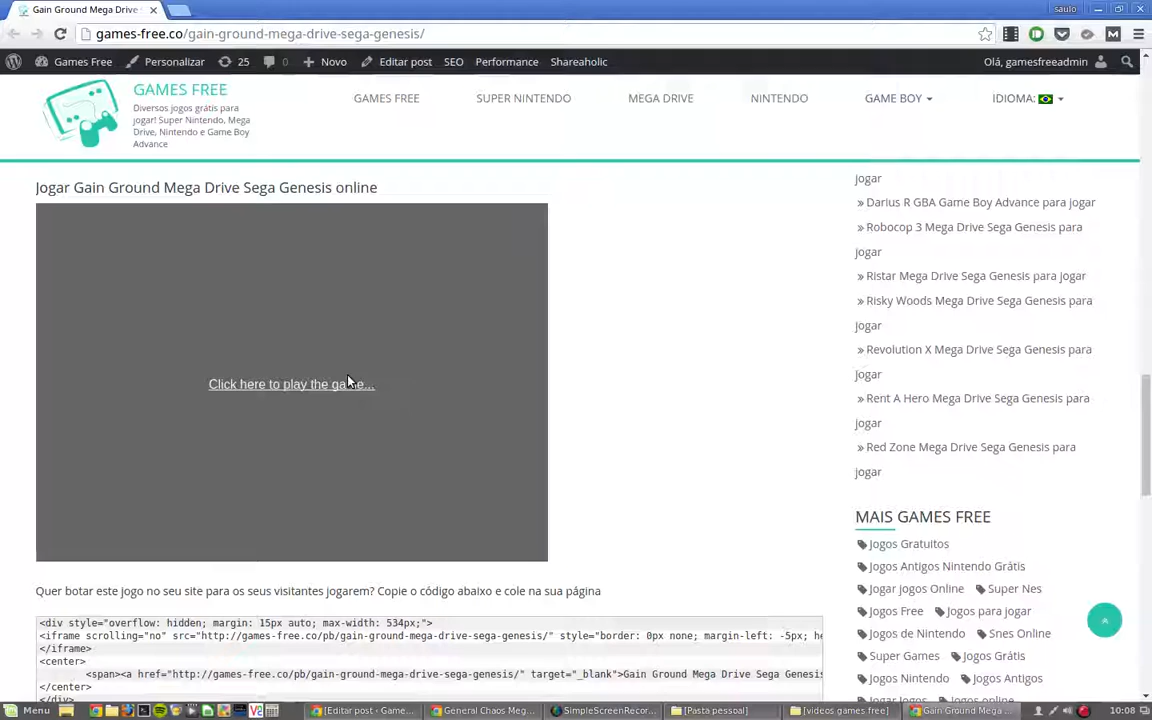 Gain Ground Mega Drive
saulo
games-free.co/gain-ground-mega-drive-sega-genesis/
Games Free Personalizar 25 0 Novo Editar post SEO Performance Shareaholic Olá, gamesfreeadmin
GAMES FREE
Diversos jogos grátis para
jogar! Super Nintendo, Mega
Drive, Nintendo e Game Boy
Advance
GAMES FREE SUPER NINTENDO MEGA DRIVE NINTENDO GAME BOY IDIOMA:
Jogar Gain Ground Mega Drive Sega Genesis online
Click here to play the game...
Quer botar este jogo no seu site para os seus visitantes jogarem? Copie o código abaixo e cole na sua página
<div style="overflow: hidden; margin: 15px auto; max-width: 534px;">
<iframe scrolling="no" src="http://games-free.co/pb/gain-ground-mega-drive-sega-genesis/" style="border: 0px none; margin-left: -5px; he
</iframe>
<center>
<span><a href="http://games-free.co/pb/gain-ground-mega-drive-sega-genesis/" target="_blank">Gain Ground Mega Drive Sega Genesis
</center>
</div>
jogar
» Darius R GBA Game Boy Advance para jogar
» Robocop 3 Mega Drive Sega Genesis para
jogar
» Ristar Mega Drive Sega Genesis para jogar
» Risky Woods Mega Drive Sega Genesis para
jogar
» Revolution X Mega Drive Sega Genesis para
jogar
» Rent A Hero Mega Drive Sega Genesis para
jogar
» Red Zone Mega Drive Sega Genesis para
jogar
MAIS GAMES FREE
Jogos Gratuitos
Jogos Antigos Nintendo Grátis
Jogar jogos Online Super Nes
Jogos Free Jogos para jogar
Jogos de Nintendo Snes Online
Super Games Jogos Grátis
Jogos Nintendo Jogos Antigos
Jogar Jogos Jogos online
Menu [Editar post ‹ Game... General Chaos Meg... SimpleScreenRecor... [Pasta pessoal] [videos games free] Gain Ground Mega ... 10:08